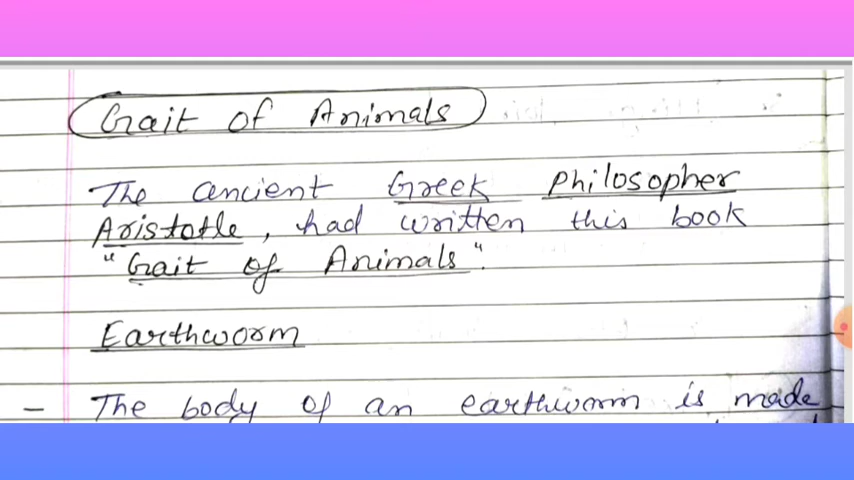 Gait of Animals
The ancient Greek Philosopher
Aristotle, had written this book
"Gait of Animals".
Earthworm
- The body of an earthworm is made